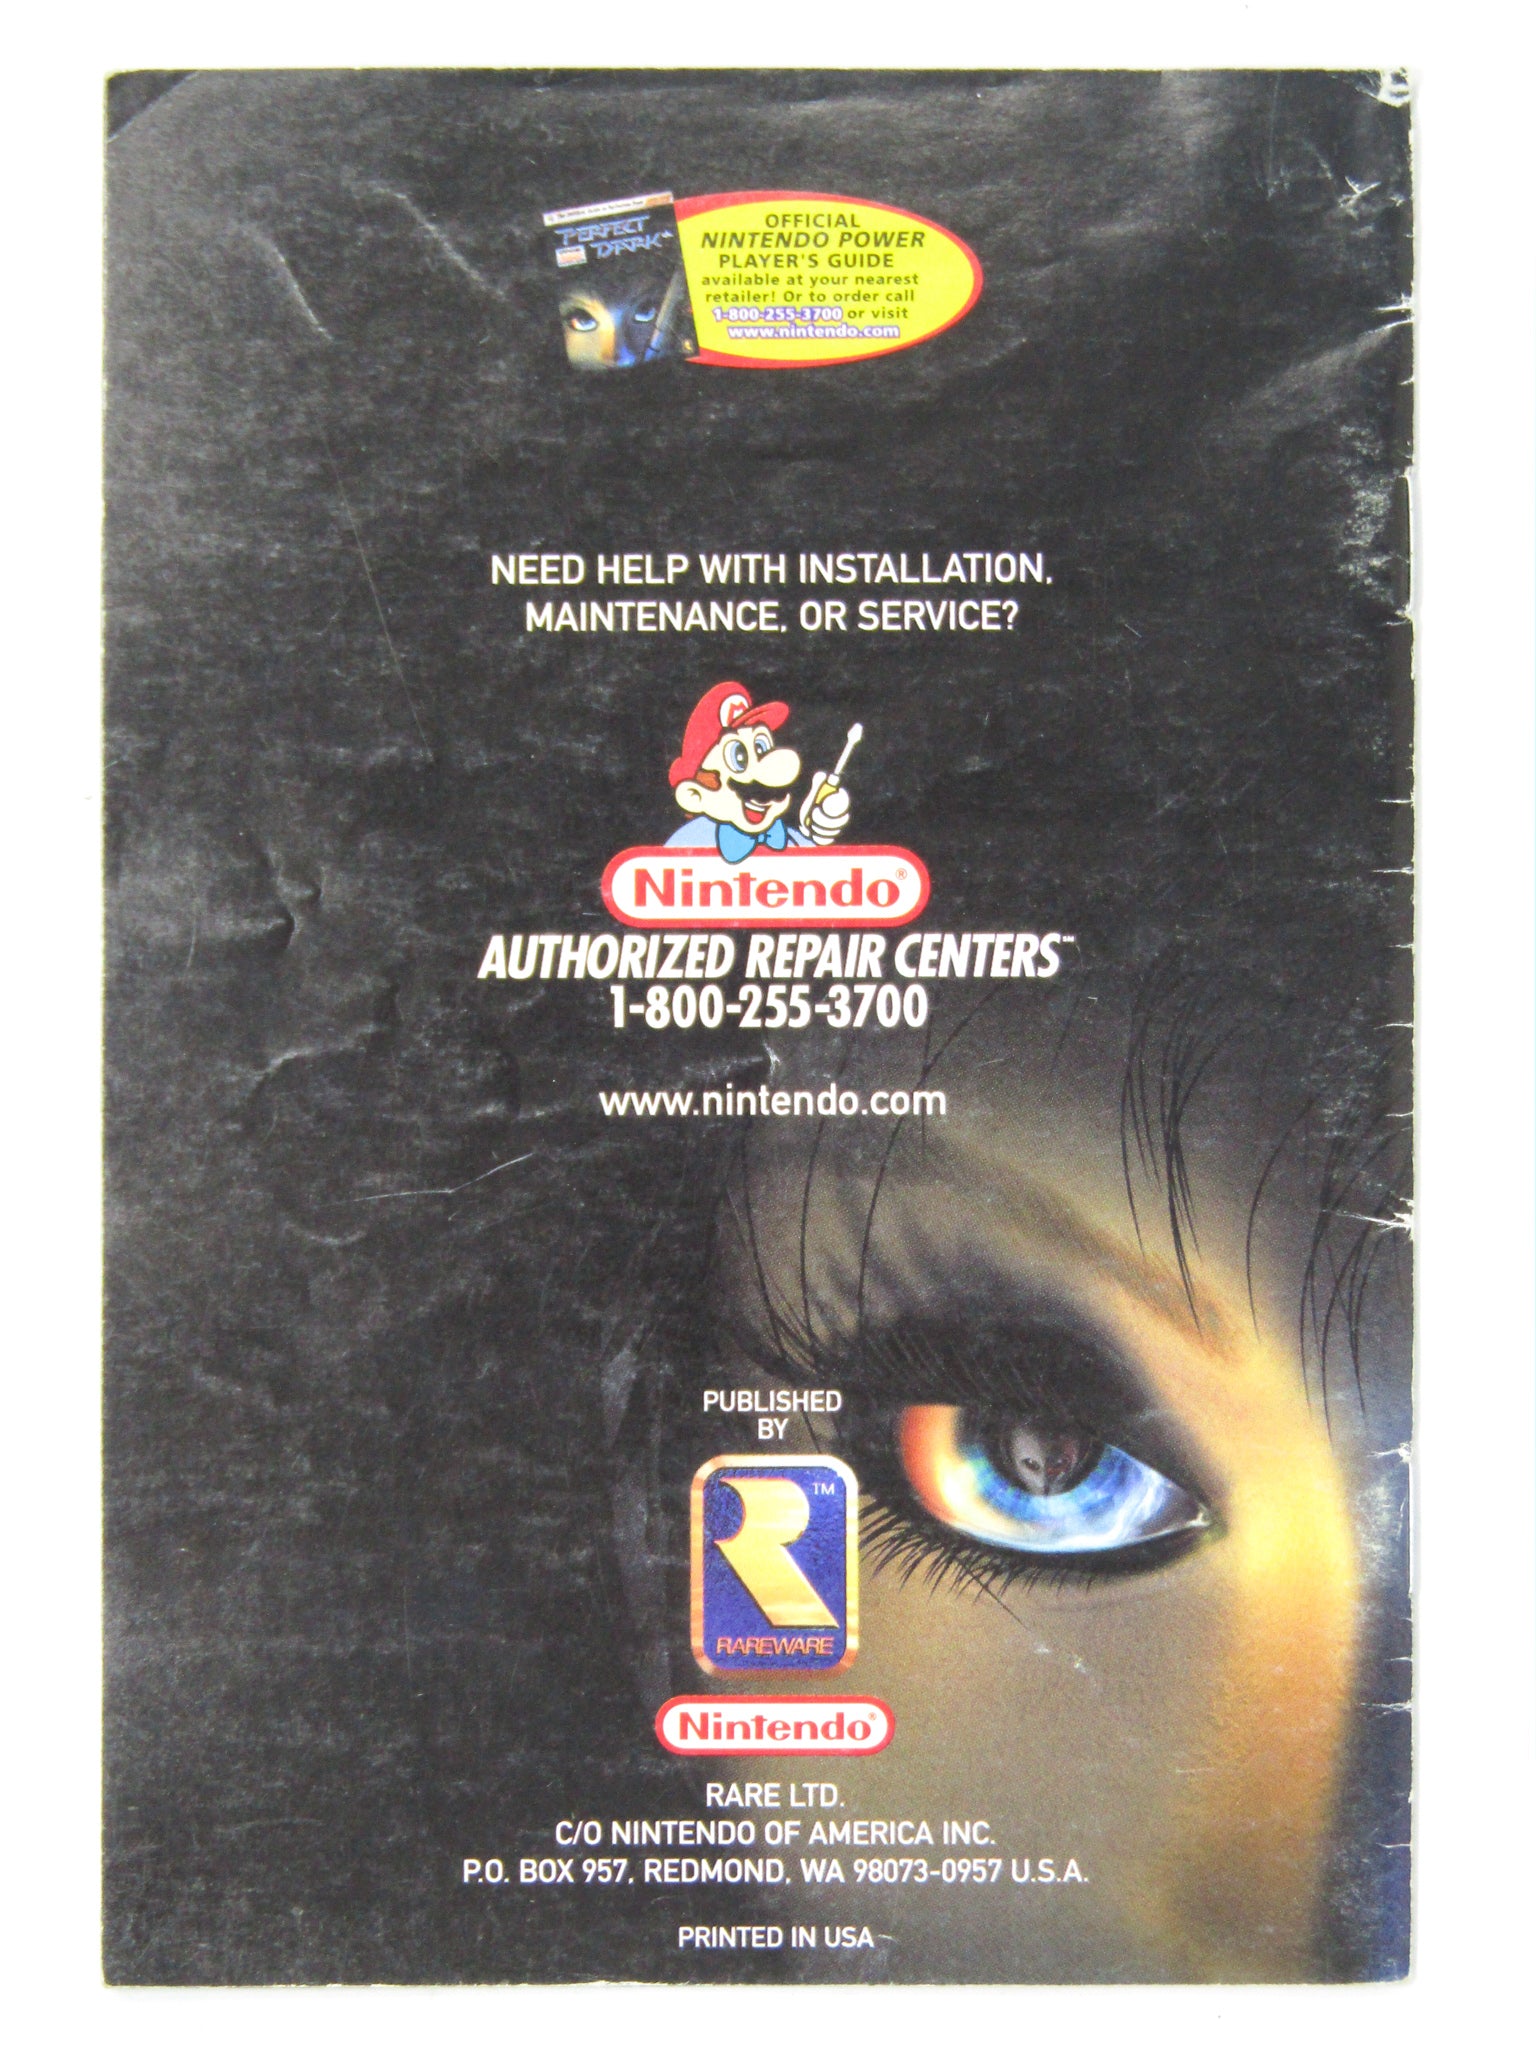 PERFECT
DARK
OFFICIAL
NINTENDO POWER
PLAYER'S GUIDE
available at your nearest
retailer! Or to order call
1-800-255-3700 or visit
www.nintendo.com
NEED HELP WITH INSTALLATION,
MAINTENANCE, OR SERVICE?
M
Nintendo®
AUTHORIZED REPAIR CENTERS℠
1-800-255-3700
www.nintendo.com
PUBLISHED
BY
™
RAREWARE
Nintendo®
RARE LTD.
C/O NINTENDO OF AMERICA INC.
P.O. BOX 957, REDMOND, WA 98073-0957 U.S.A.
PRINTED IN USA